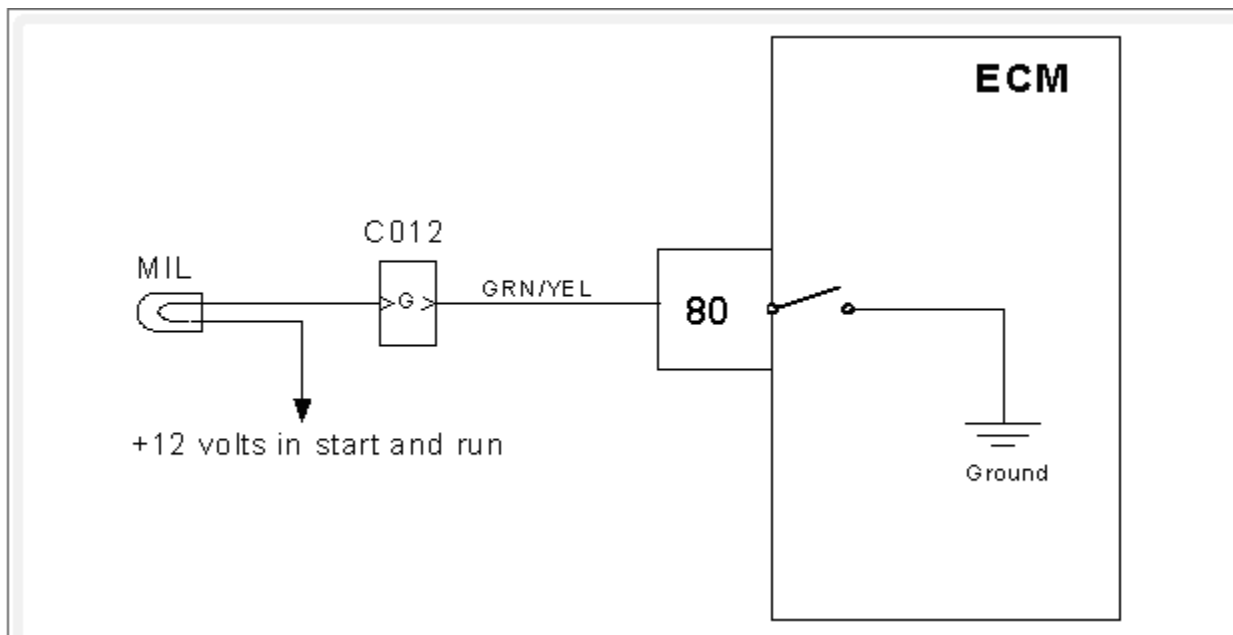 ECM
C012
MIL
G
GRN/YEL
80
+12 volts in start and run
Ground